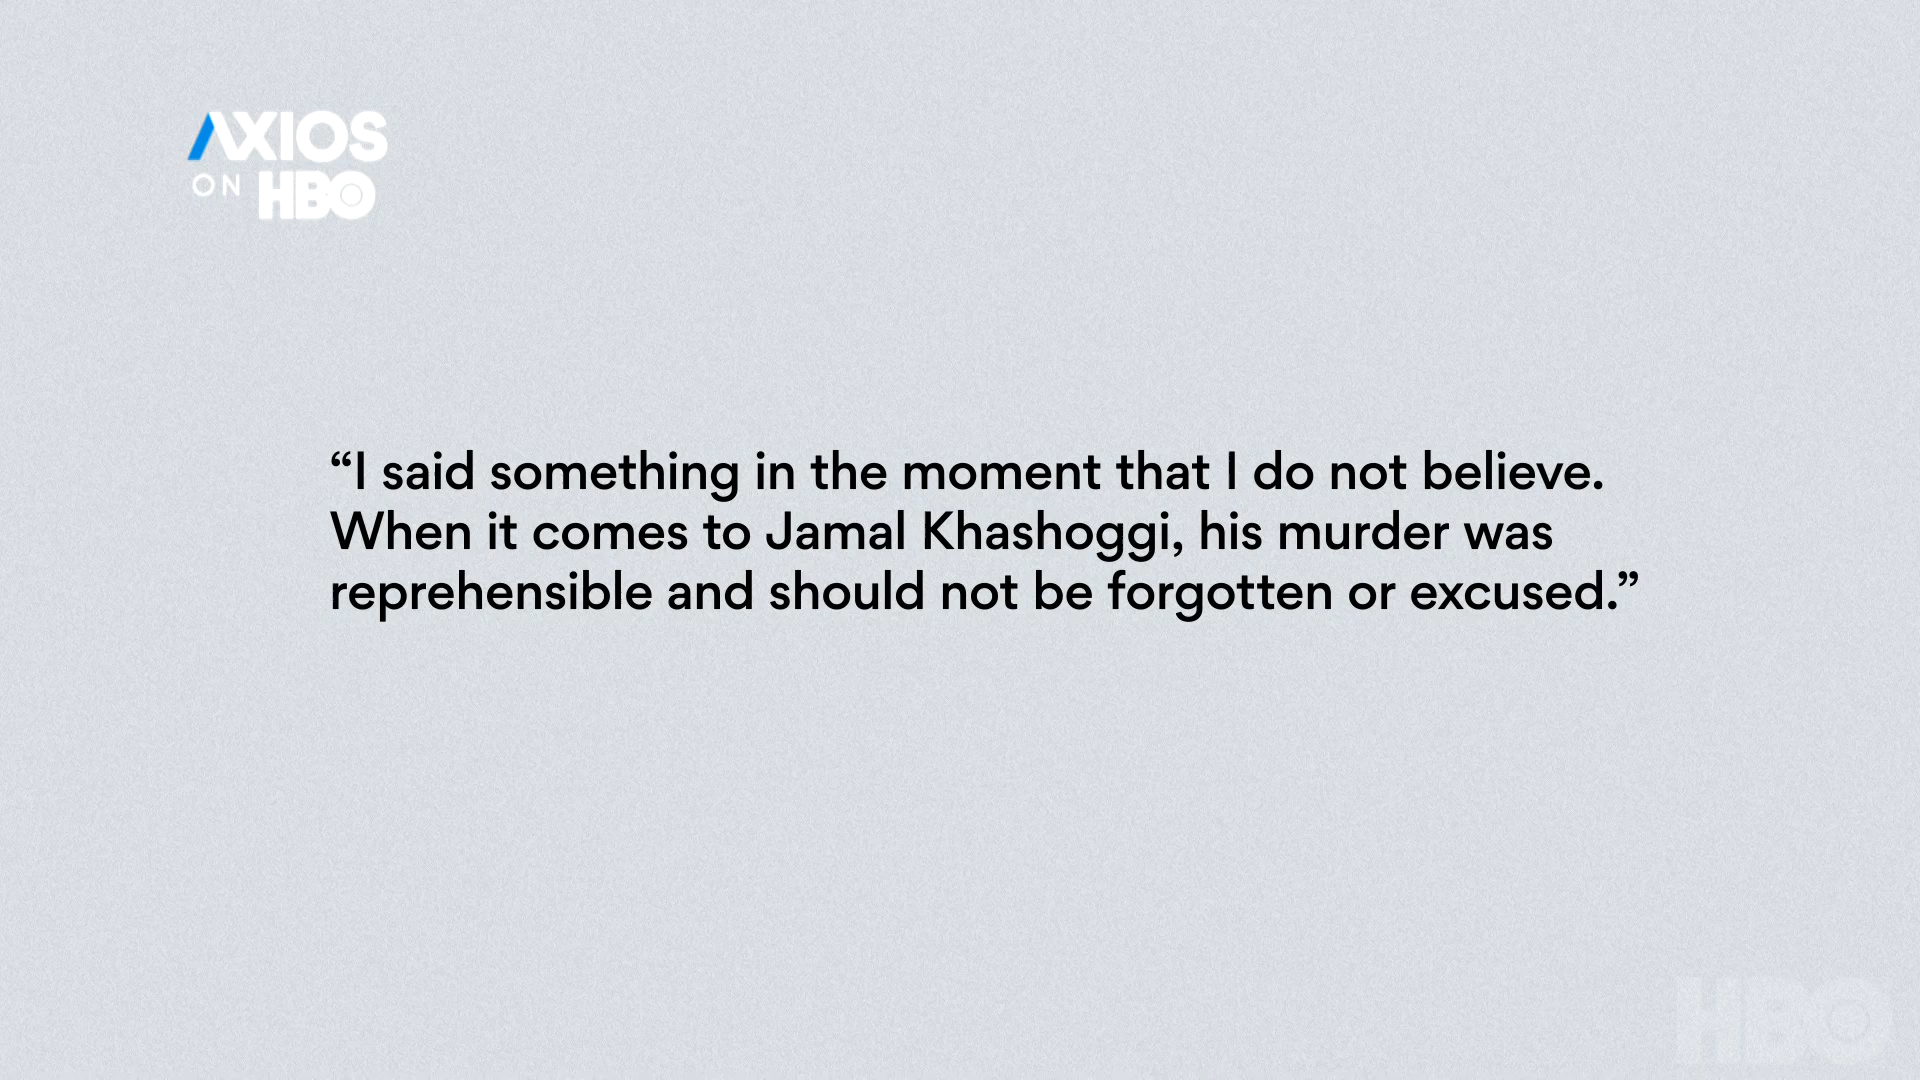 AXIOS
ON HBO
“I said something in the moment that I do not believe.
When it comes to Jamal Khashoggi, his murder was
reprehensible and should not be forgotten or excused.”
HBO